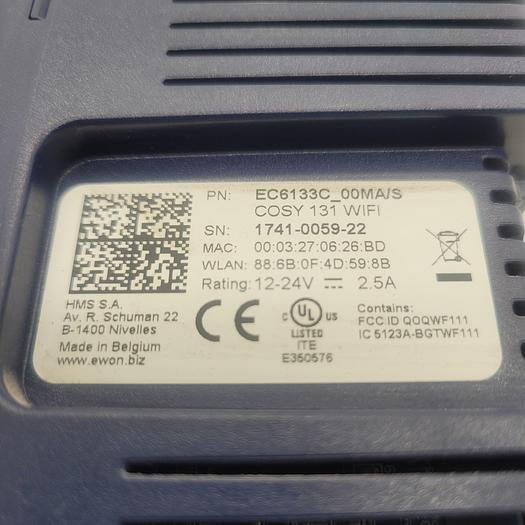 PN: EC6133C_00MA/S
COSY 131 WIFI
SN: 1741-0059-22
MAC: 00:03:27:06:26:BD
WLAN: 88:6B:0F:4D:59:8B
Rating: 12-24V ⎓ 2.5A
HMS S.A.
Av. R. Schuman 22
B-1400 Nivelles
Made in Belgium
www.ewon.biz
CE
c UL us
LISTED
ITE
E350576
Contains:
FCC ID QOQWF111
IC 5123A-BGTWF111